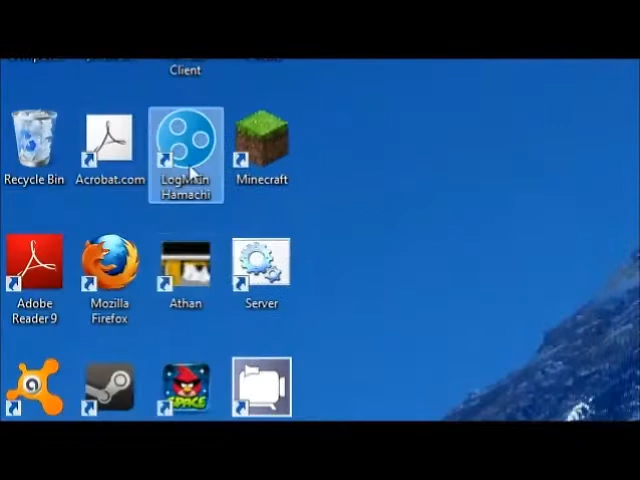 Client
Recycle Bin
Acrobat.com
LogMeIn
Hamachi
Minecraft
Adobe
Reader 9
Mozilla
Firefox
Athan
Server
SPACE